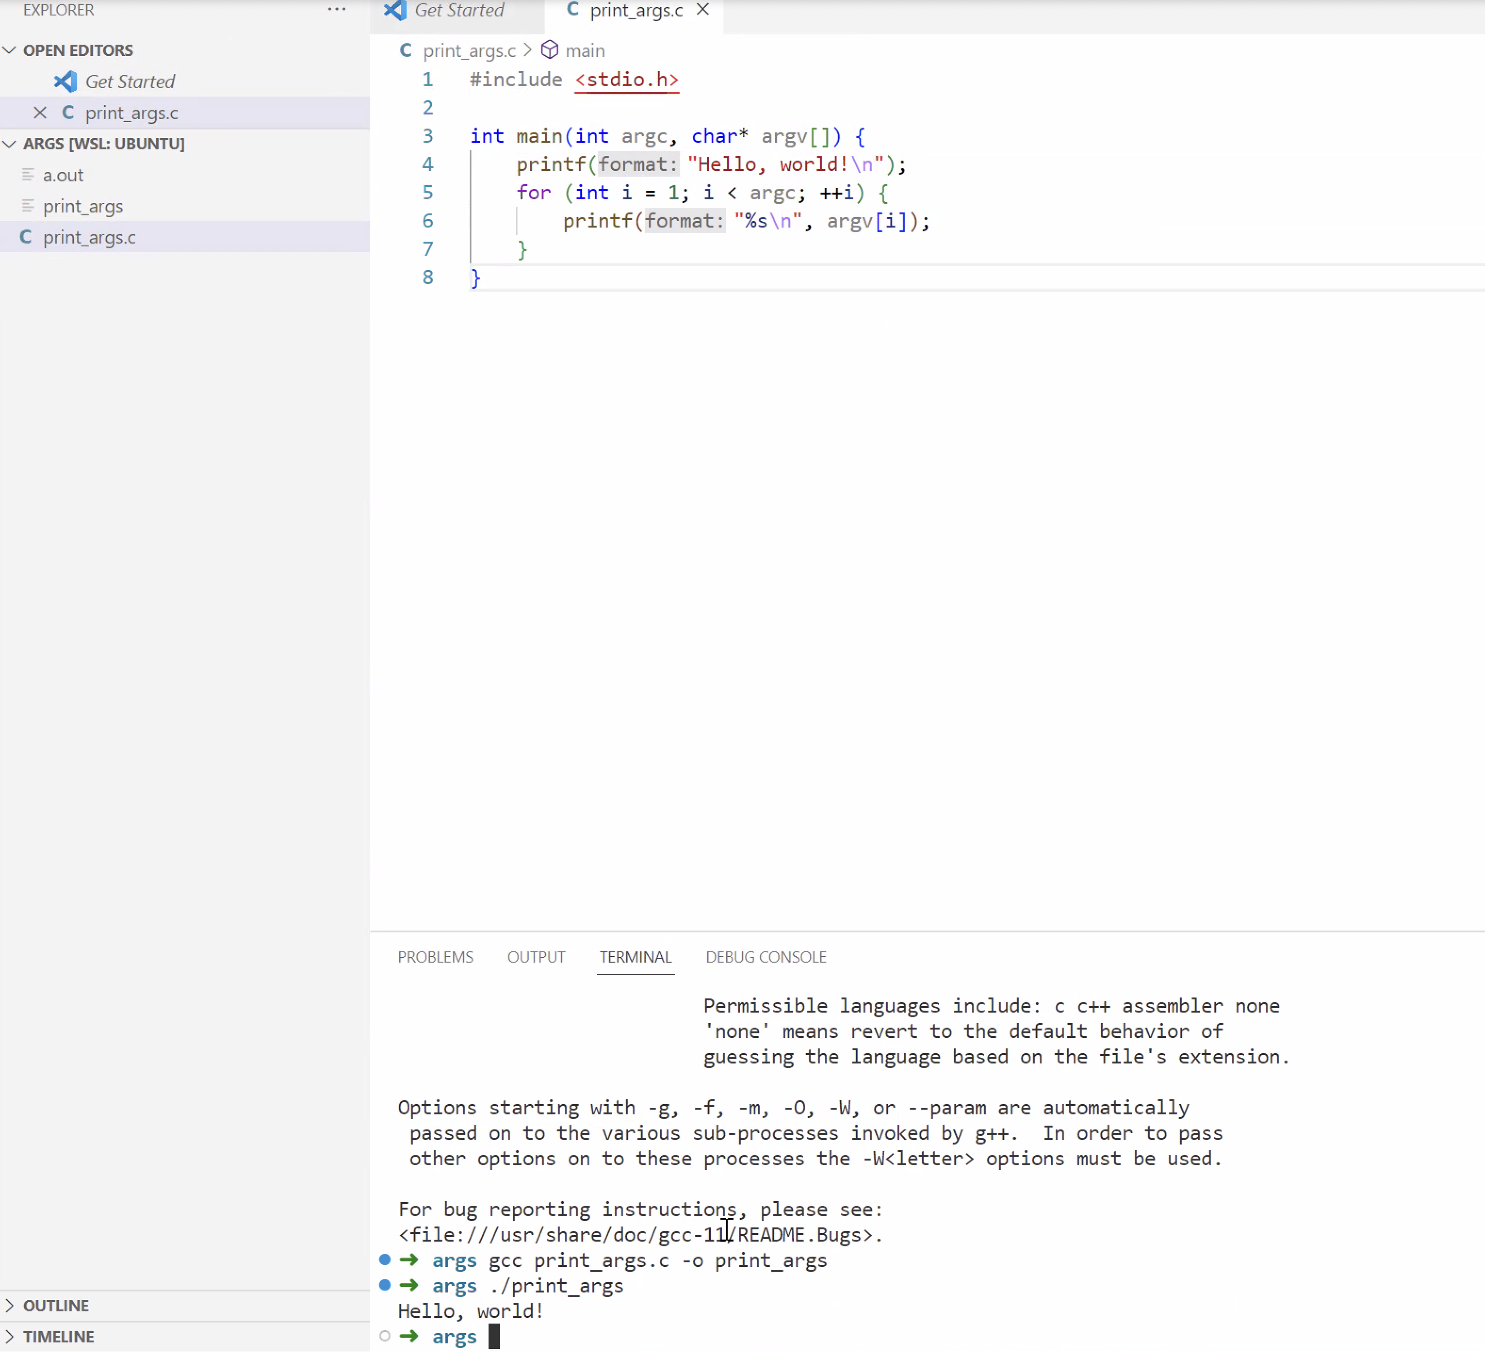 EXPLORER ...
OPEN EDITORS
Get Started
print_args.c
ARGS [WSL: UBUNTU]
a.out
print_args
C print_args.c
OUTLINE
TIMELINE
Get Started C print_args.c
C print_args.c > main
1 #include <stdio.h>
2
3 int main(int argc, char* argv[]) {
4     printf(format: "Hello, world!\n");
5     for (int i = 1; i < argc; ++i) {
6         printf(format: "%s\n", argv[i]);
7     }
8 }
PROBLEMS OUTPUT TERMINAL DEBUG CONSOLE
Permissible languages include: c c++ assembler none
'none' means revert to the default behavior of
guessing the language based on the file's extension.
Options starting with -g, -f, -m, -O, -W, or --param are automatically
passed on to the various sub-processes invoked by g++.  In order to pass
other options on to these processes the -W<letter> options must be used.
For bug reporting instructions, please see:
<file:///usr/share/doc/gcc-11/README.Bugs>.
➜ args gcc print_args.c -o print_args
➜ args ./print_args
Hello, world!
➜ args